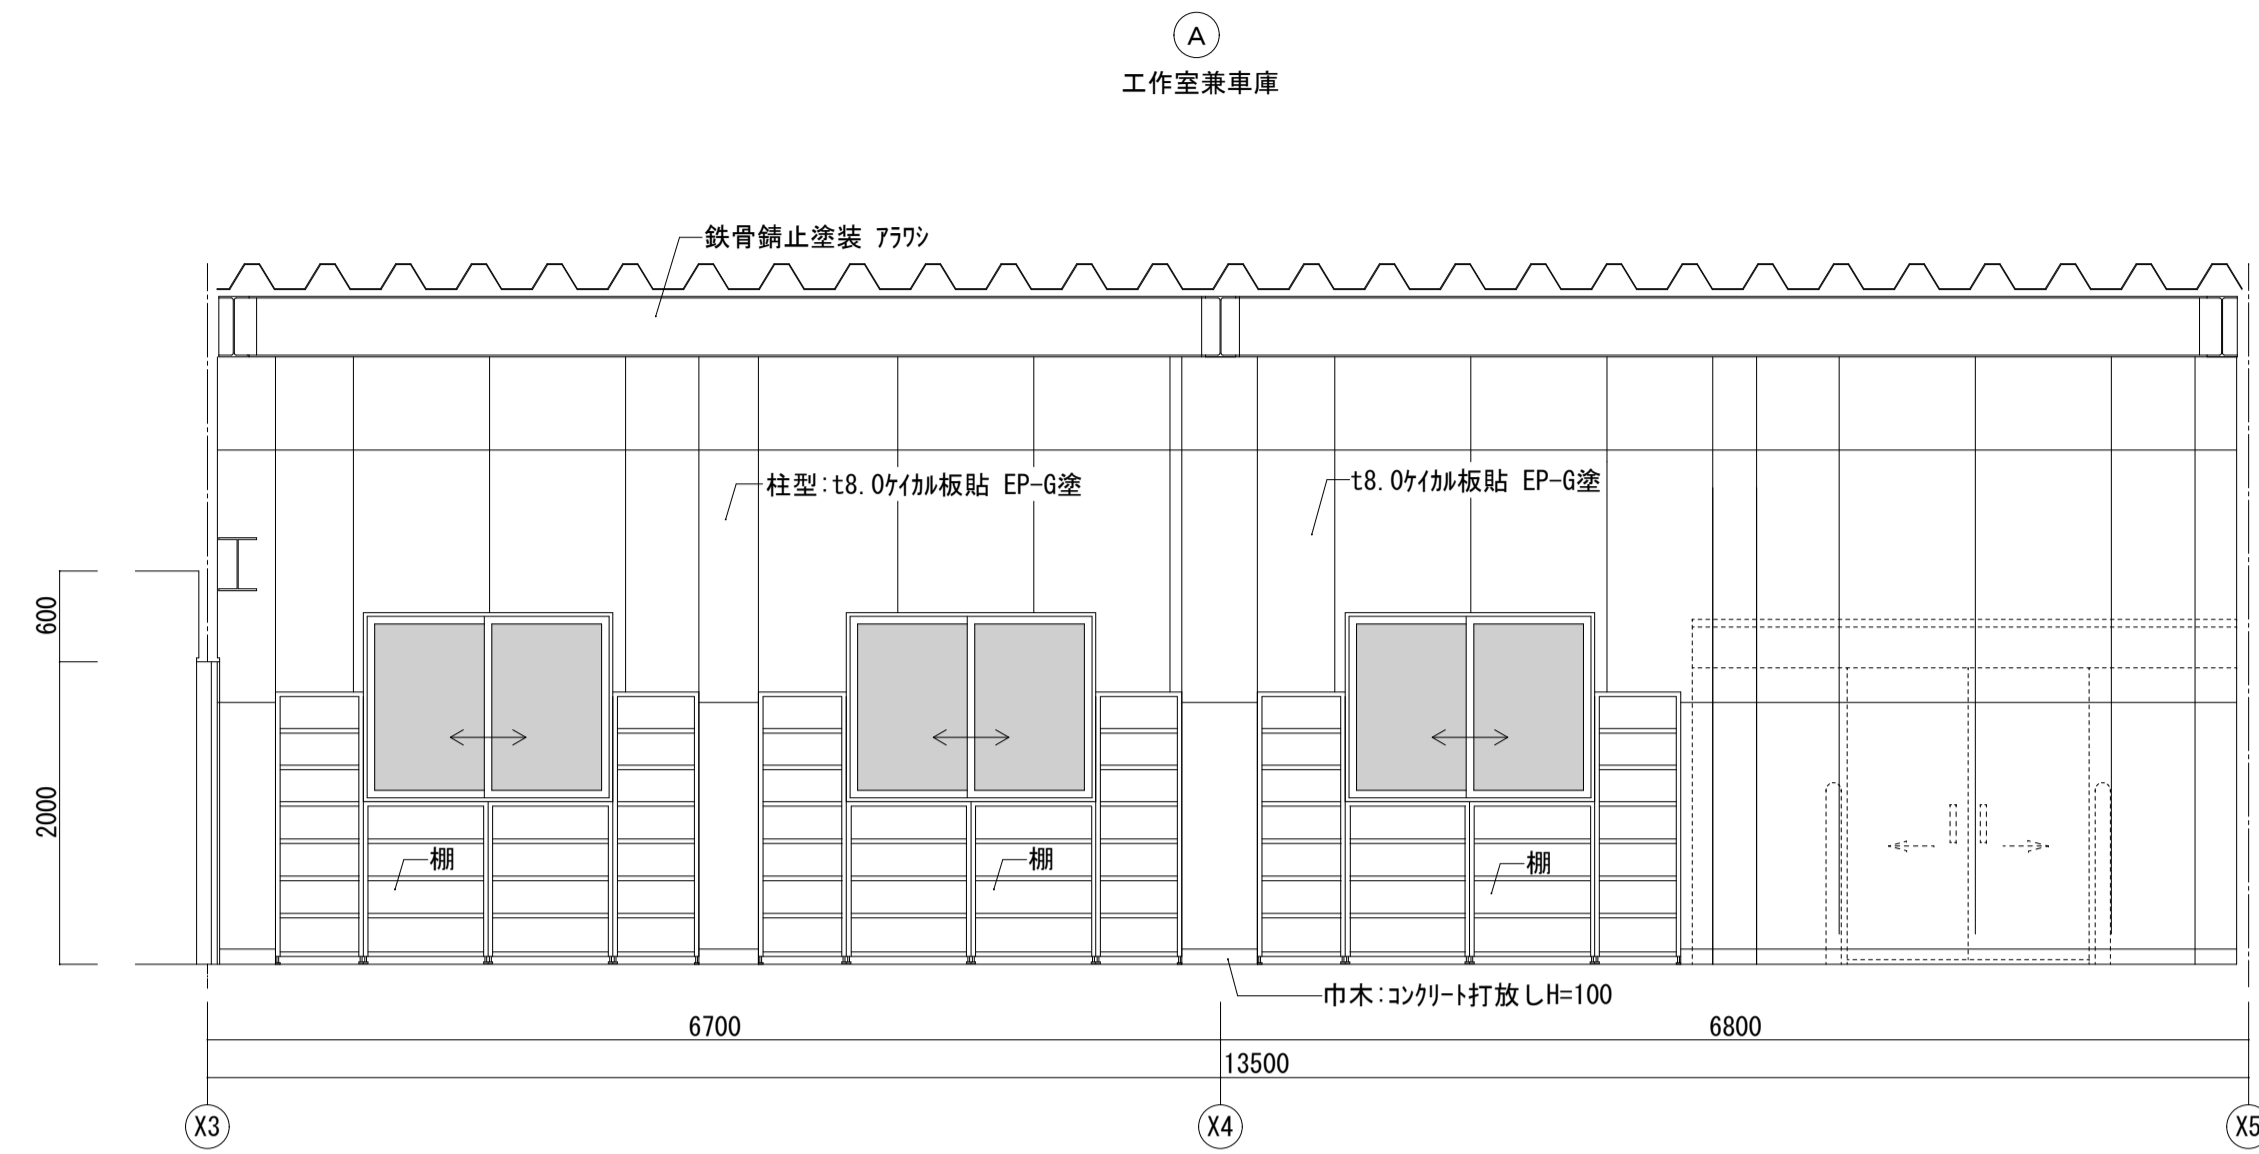 A
工作室兼車庫
鉄骨錆止塗装 ｱﾗﾜｼ
柱型:t8.0ｹｲｶﾙ板貼 EP-G塗
t8.0ｹｲｶﾙ板貼 EP-G塗
600
2000
棚
棚
棚
巾木:ｺﾝｸﾘｰﾄ打放しH=100
6700
6800
13500
X3
X4
X5